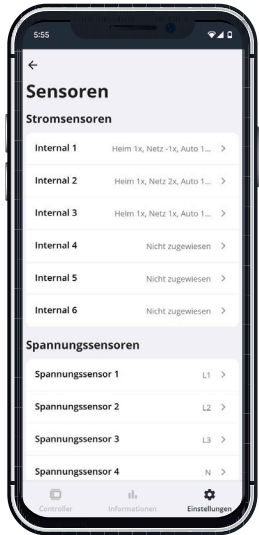 5:55
Sensoren
Stromsensoren
Internal 1 Heim 1x, Netz -1x, Auto 1...
Internal 2 Heim 1x, Netz 2x, Auto 1...
Internal 3 Heim 1x, Netz 1x, Auto 1...
Internal 4 Nicht zugewiesen
Internal 5 Nicht zugewiesen
Internal 6 Nicht zugewiesen
Spannungssensoren
Spannungssensor 1 L1
Spannungssensor 2 L2
Spannungssensor 3 L3
Spannungssensor 4 N
Controller Informationen Einstellungen